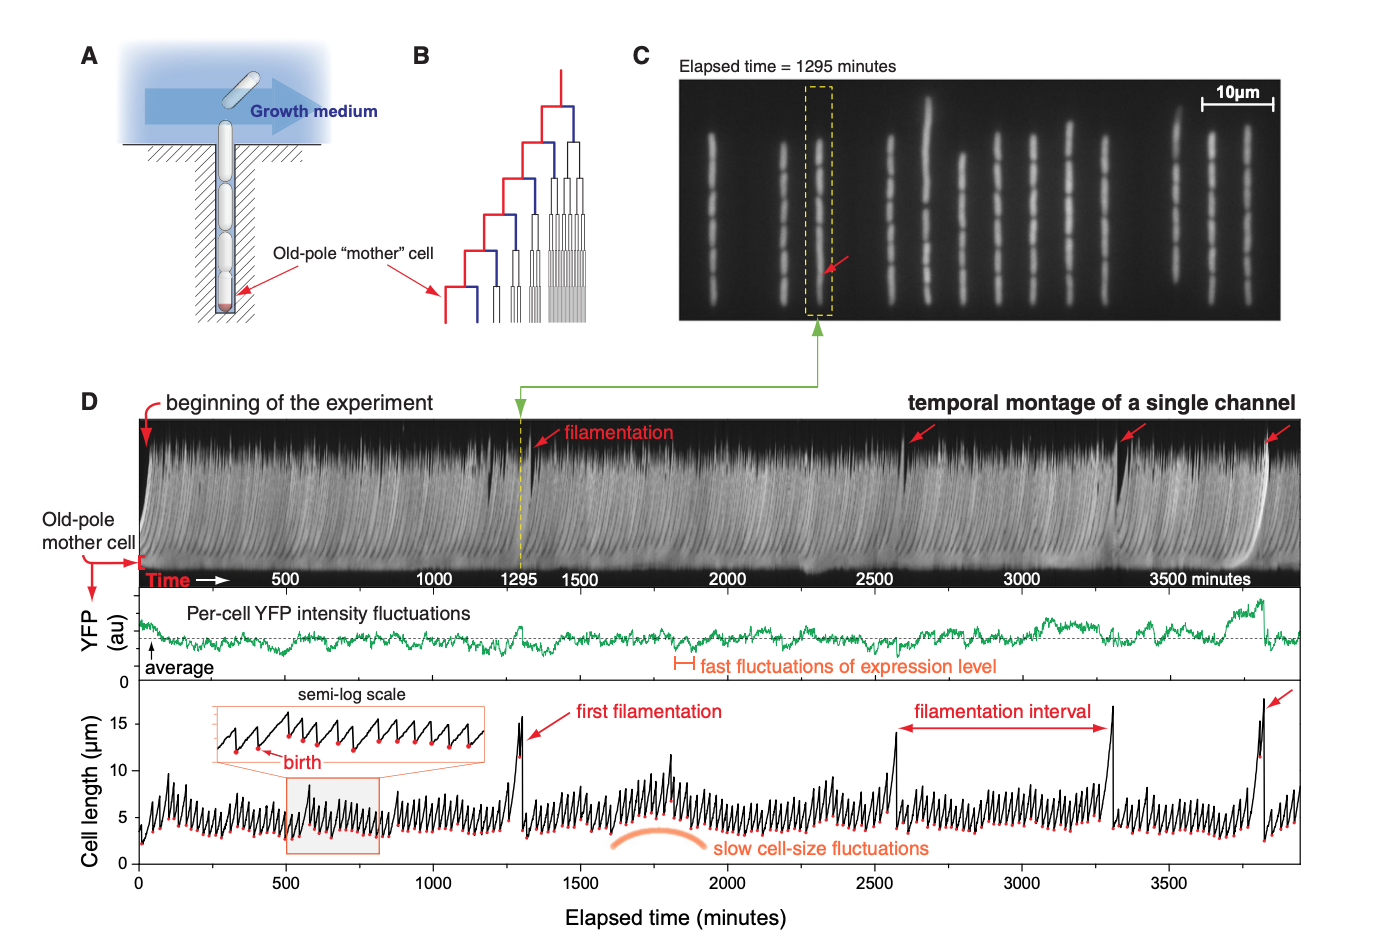 A
Growth medium
Old-pole “mother” cell
B
C
Elapsed time = 1295 minutes
10µm
D
beginning of the experiment
temporal montage of a single channel
filamentation
Old-pole
mother cell
Time
500
1000
1295
1500
2000
2500
3000
3500 minutes
YFP
(au)
Per-cell YFP intensity fluctuations
average
fast fluctuations of expression level
0
semi-log scale
birth
first filamentation
filamentation interval
slow cell-size fluctuations
Cell length (µm)
15
10
5
0
0
500
1000
1500
2000
2500
3000
3500
Elapsed time (minutes)